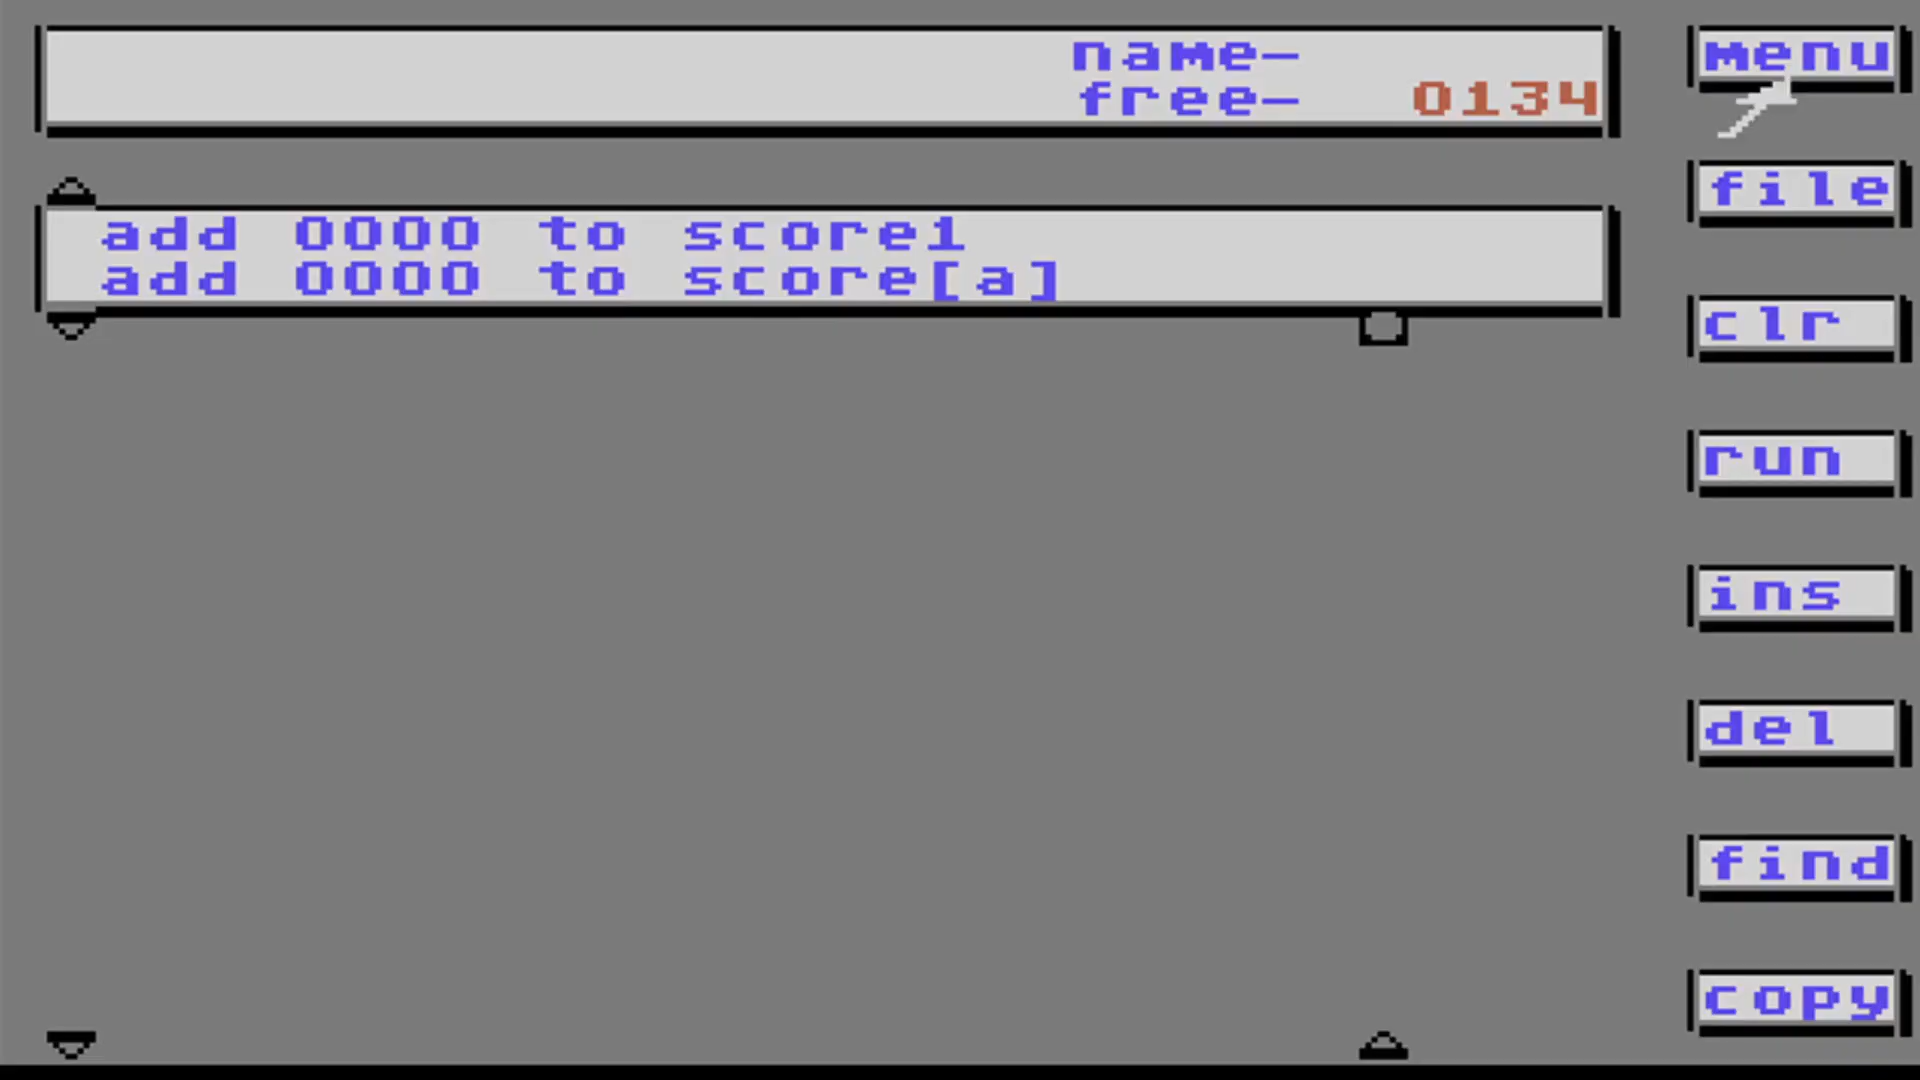 name-
free- 0134
add 0000 to score1
add 0000 to score[a]
menu
file
clr
run
ins
del
find
copy